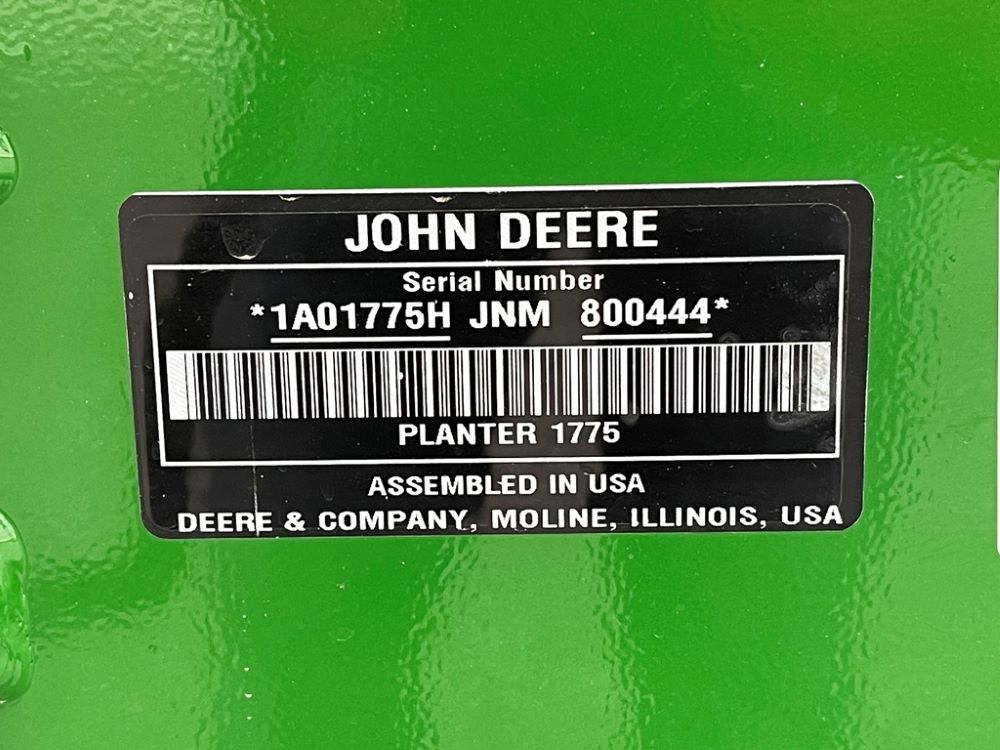 JOHN DEERE
Serial Number
*1A01775H JNM 800444*
PLANTER 1775
ASSEMBLED IN USA
DEERE & COMPANY, MOLINE, ILLINOIS, USA